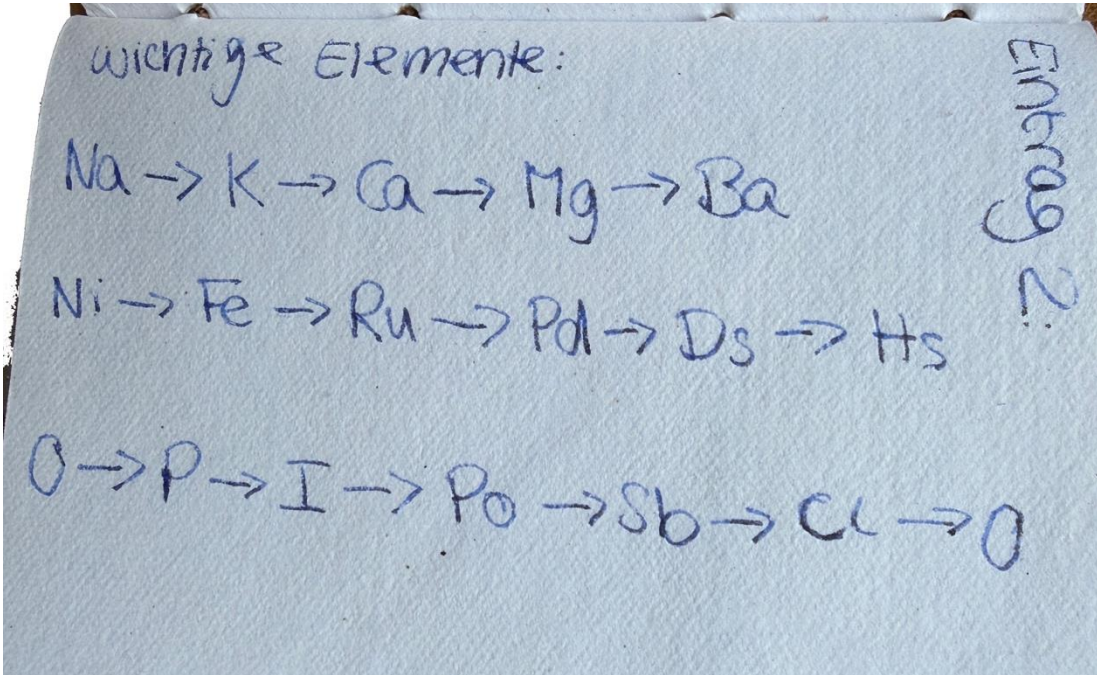 wichtige Elemente:
Eintrag 2:
Na → K → Ca → Mg → Ba
Ni → Fe → Ru → Pd → Ds → Hs
O → P → I → Po → Sb → Cl → O